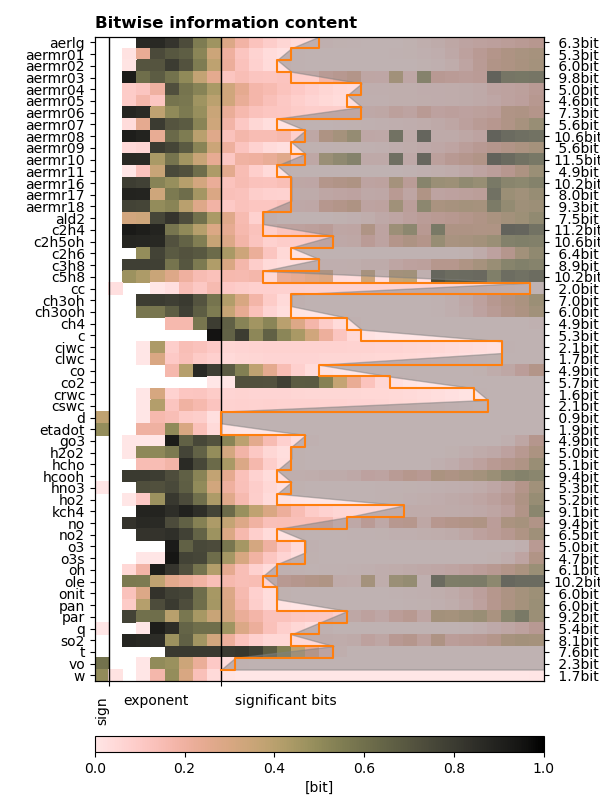 Bitwise information content
aerlg 6.3bit
aermr01 5.3bit
aermr02 6.0bit
aermr03 9.8bit
aermr04 5.0bit
aermr05 4.6bit
aermr06 7.3bit
aermr07 5.6bit
aermr08 10.6bit
aermr09 5.6bit
aermr10 11.5bit
aermr11 4.9bit
aermr16 10.2bit
aermr17 8.0bit
aermr18 9.3bit
ald2 7.5bit
c2h4 11.2bit
c2h5oh 10.6bit
c2h6 6.4bit
c3h8 8.9bit
c5h8 10.2bit
cc 2.0bit
ch3oh 7.0bit
ch3ooh 6.0bit
ch4 4.9bit
c 5.3bit
ciwc 2.1bit
clwc 1.7bit
co 4.9bit
co2 5.7bit
crwc 1.6bit
cswc 2.1bit
d 0.9bit
etadot 1.9bit
go3 4.9bit
h2o2 5.0bit
hcho 5.1bit
hcooh 9.4bit
hno3 5.3bit
ho2 5.2bit
kch4 9.1bit
no 9.4bit
no2 6.5bit
o3 5.0bit
o3s 4.7bit
oh 6.1bit
ole 10.2bit
onit 6.0bit
pan 6.0bit
par 9.2bit
q 5.4bit
so2 8.1bit
t 7.6bit
vo 2.3bit
w 1.7bit
sign exponent significant bits
0.0 0.2 0.4 0.6 0.8 1.0
[bit]